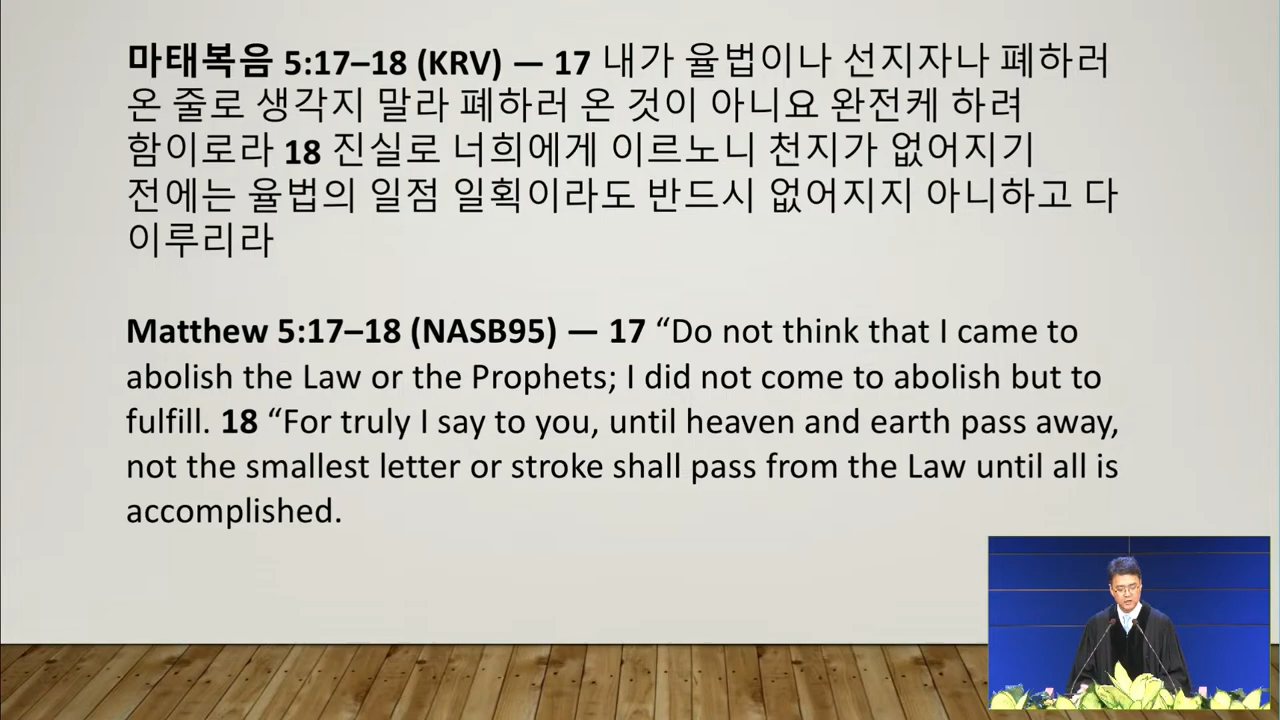 마태복음 5:17–18 (KRV) — 17 내가 율법이나 선지자나 폐하러
온 줄로 생각지 말라 폐하러 온 것이 아니요 완전케 하려
함이로라 18 진실로 너희에게 이르노니 천지가 없어지기
전에는 율법의 일점 일획이라도 반드시 없어지지 아니하고 다
이루리라
Matthew 5:17–18 (NASB95) — 17 “Do not think that I came to
abolish the Law or the Prophets; I did not come to abolish but to
fulfill. 18 “For truly I say to you, until heaven and earth pass away,
not the smallest letter or stroke shall pass from the Law until all is
accomplished.